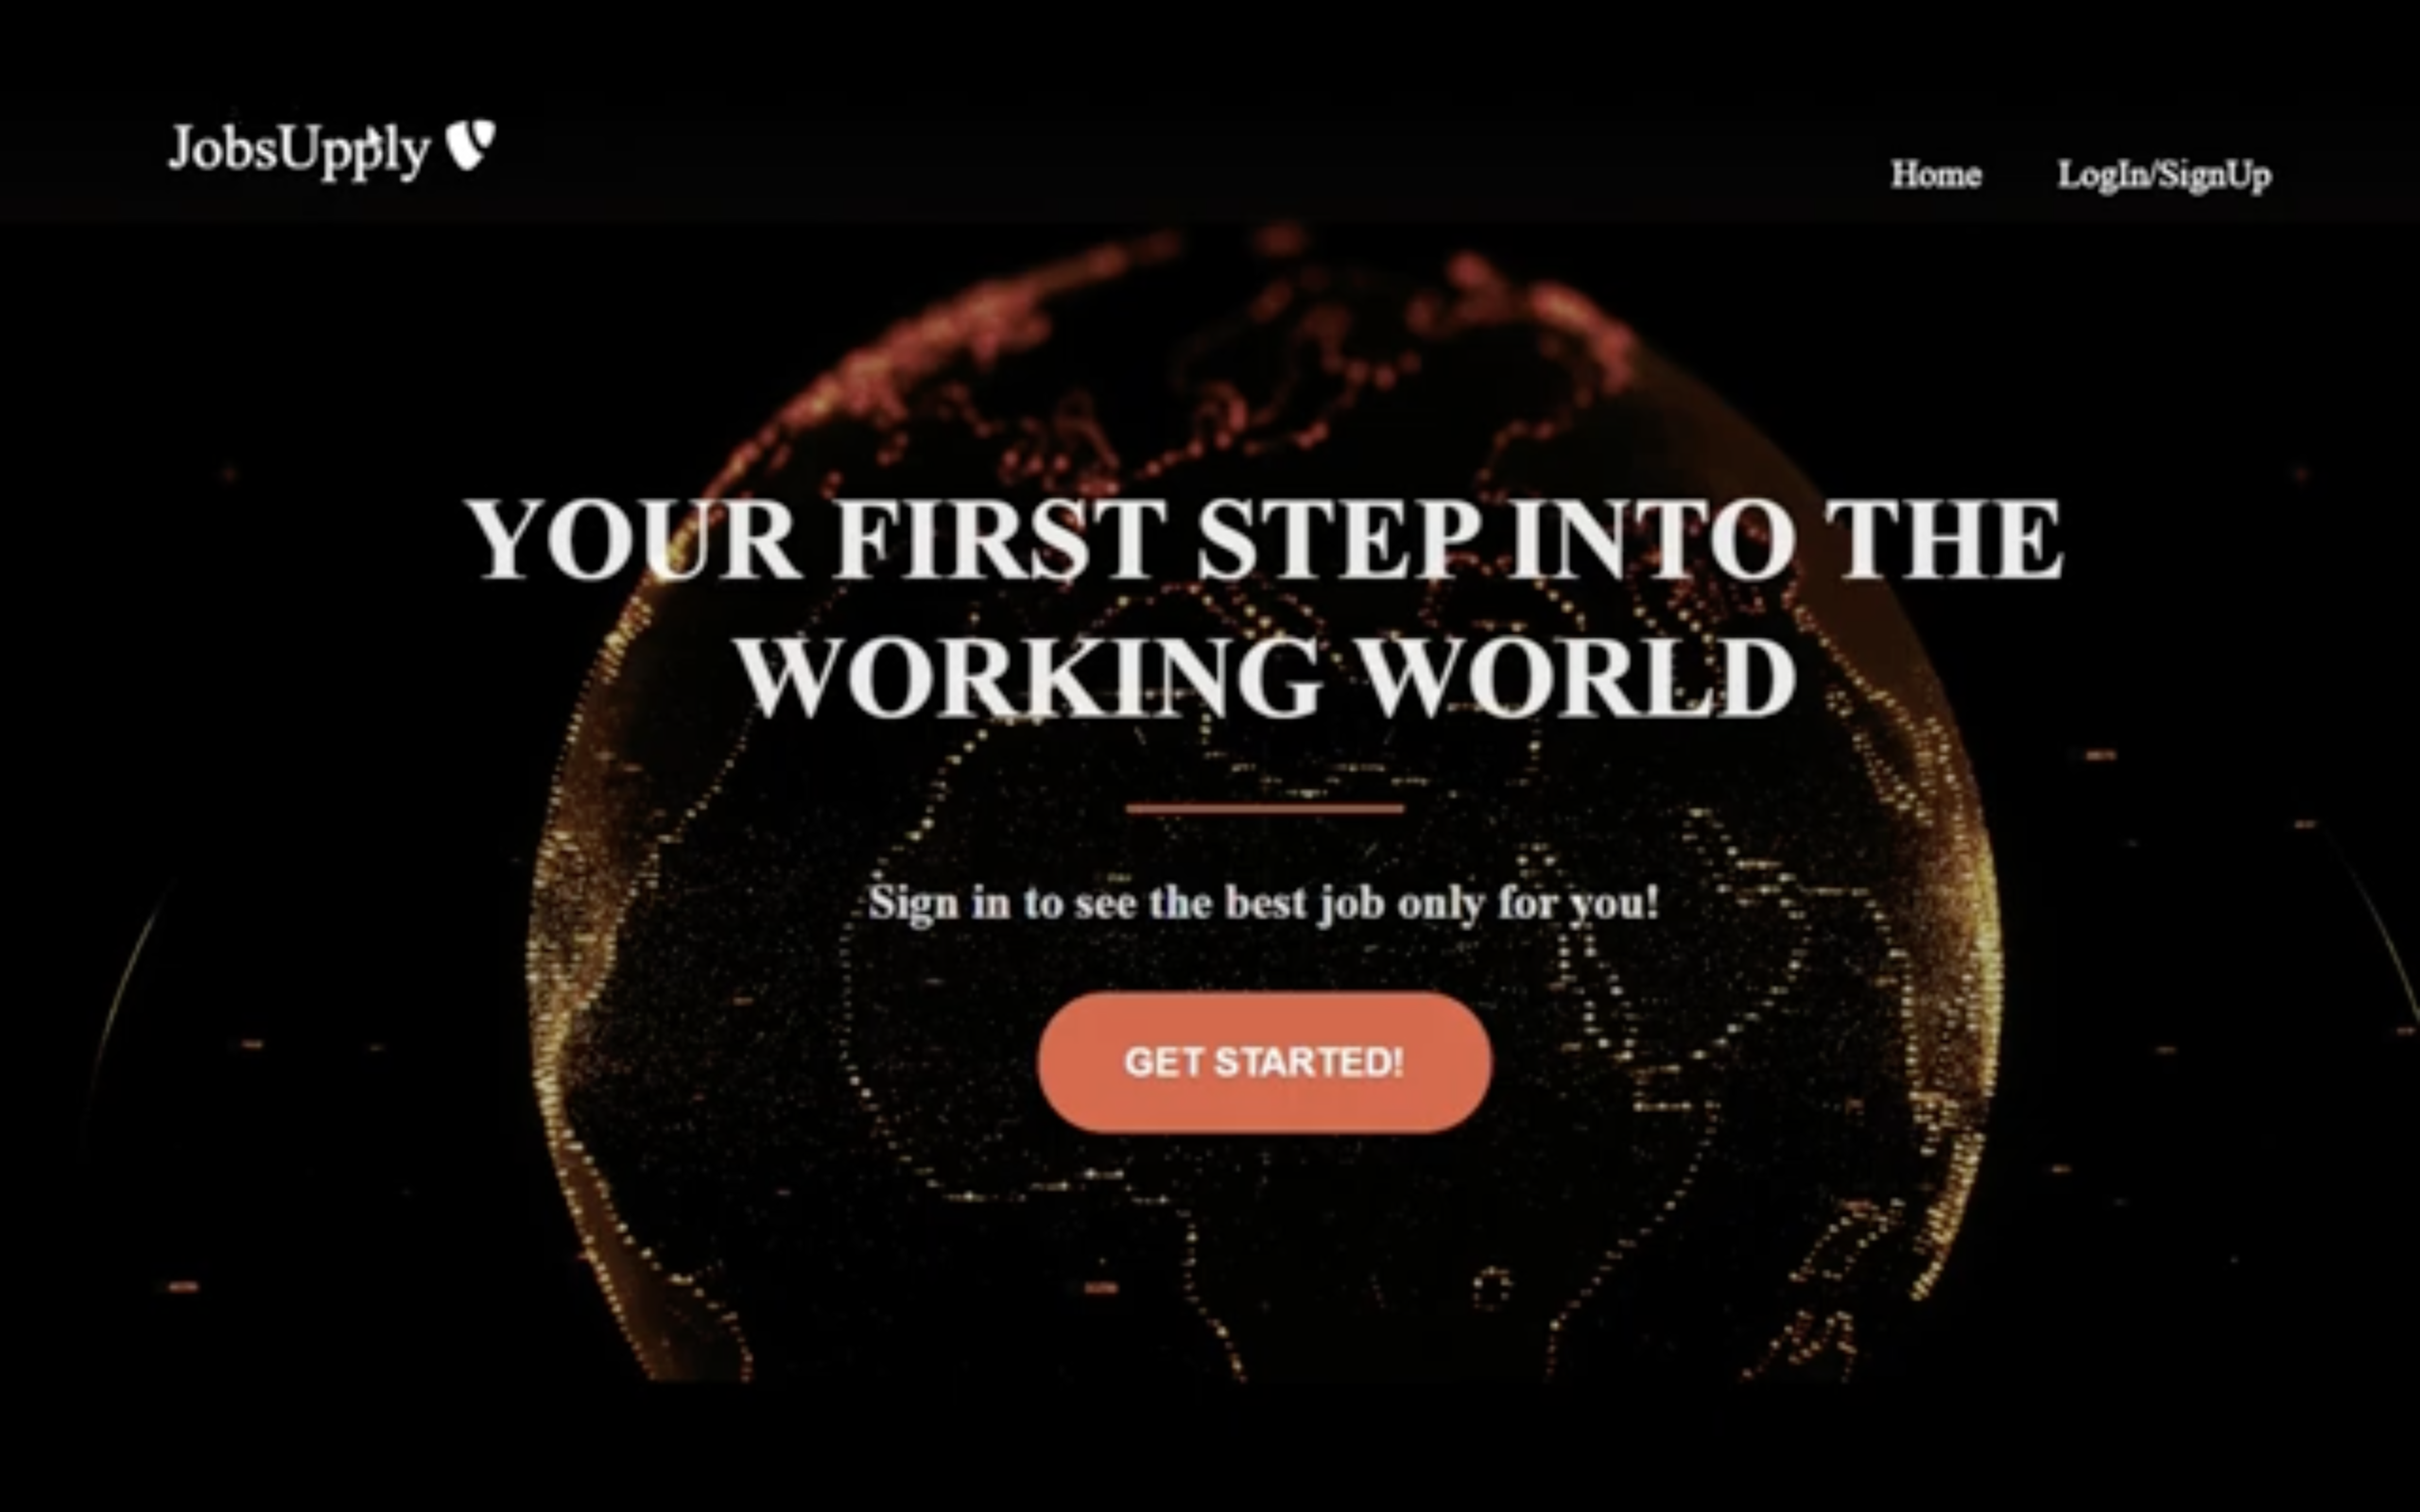 JobsUpply
Home
LogIn/SignUp
YOUR FIRST STEP INTO THE
WORKING WORLD
Sign in to see the best job only for you!
GET STARTED!